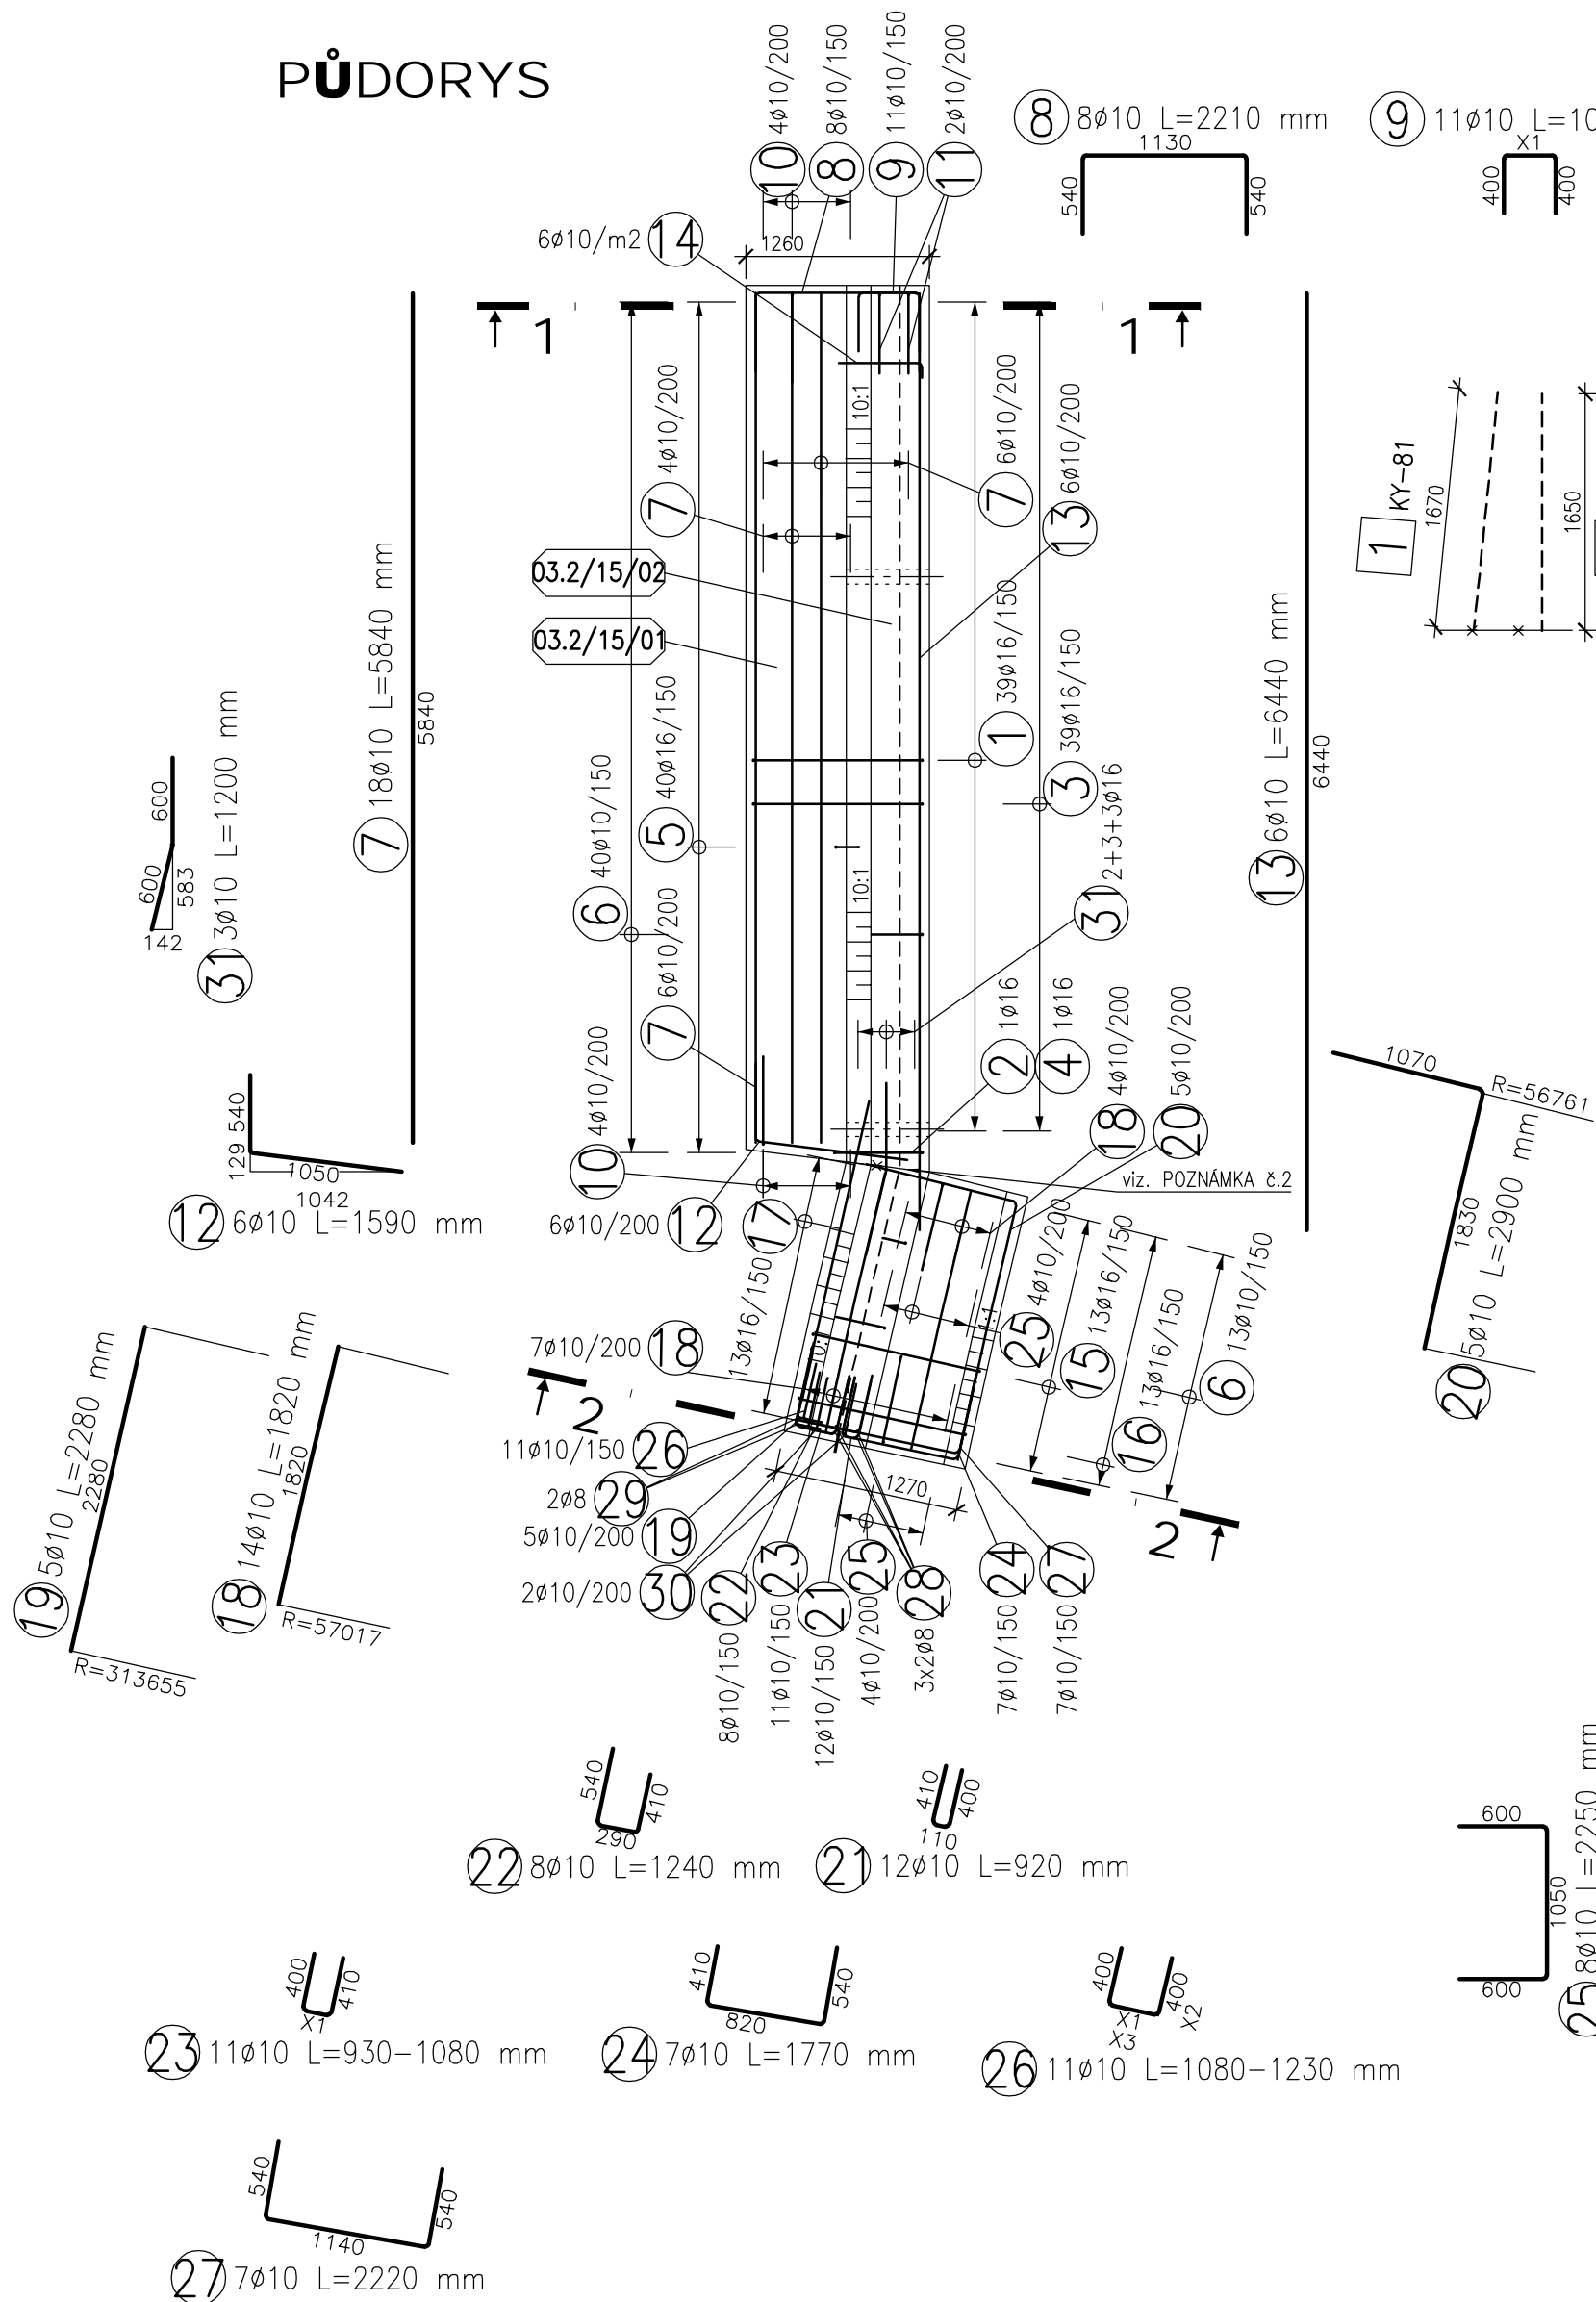 PŮDORYS
10 4ø10/200
8 8ø10/150
9 11ø10/150
11 2ø10/200
8 8ø10 L=2210 mm
1130
540
540
9 11ø10 L=10
X1
400
400
6ø10/m2 14
1260
1
1
7 4ø10/200
10:1
7 6ø10/200
13 6ø10/200
1 KY-81
1670
1650
03.2/15/02
03.2/15/01
7 18ø10 L=5840 mm
5840
13 6ø10 L=6440 mm
6440
1 39ø16/150
3 39ø16/150
5 40ø16/150
6 40ø10/150
10:1
31 2+3+3ø16
600
600
583
142
31 3ø10 L=1200 mm
7 6ø10/200
2 1ø16
4 1ø16
18 4ø10/200
20 5ø10/200
10 4ø10/200
540
129
1050
1042
12 6ø10 L=1590 mm
6ø10/200 12
17
13ø16/150
viz. POZNÁMKA č.2
1070
R=56761
1830
20 5ø10 L=2900 mm
25 4ø10/200
15 13ø16/150
16 13ø16/150
6 13ø10/150
1:1
7ø10/200 18
2
2
19 5ø10 L=2280 mm
2280
R=313655
18 14ø10 L=1820 mm
1820
R=57017
11ø10/150 26
2ø8 29
5ø10/200 19
2ø10/200 30
1270
22 8ø10/150
23 11ø10/150
21 12ø10/150
25 4ø10/200
28 3x2ø8
24 7ø10/150
27 7ø10/150
540
410
290
22 8ø10 L=1240 mm
410
400
110
21 12ø10 L=920 mm
600
1050
600
25 8ø10 L=2250 mm
400
410
X1
23 11ø10 L=930-1080 mm
410
540
820
24 7ø10 L=1770 mm
400
400
X1
X2
X3
26 11ø10 L=1080-1230 mm
540
540
1140
27 7ø10 L=2220 mm